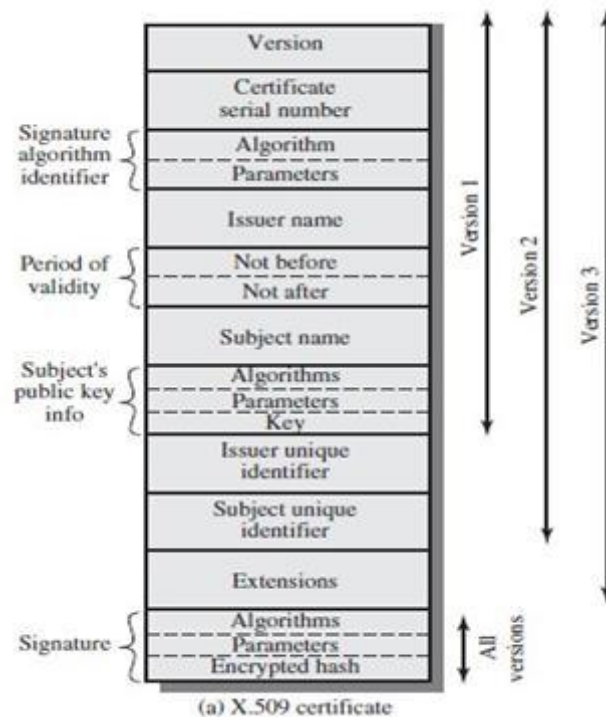 Version
Certificate
serial number
Signature
algorithm
identifier
Algorithm
Parameters
Issuer name
Period of
validity
Not before
Not after
Subject name
Subject's
public key
info
Algorithms
Parameters
Key
Issuer unique
identifier
Subject unique
identifier
Extensions
Signature
Algorithms
Parameters
Encrypted hash
Version 1
Version 2
Version 3
All
versions
(a) X.509 certificate